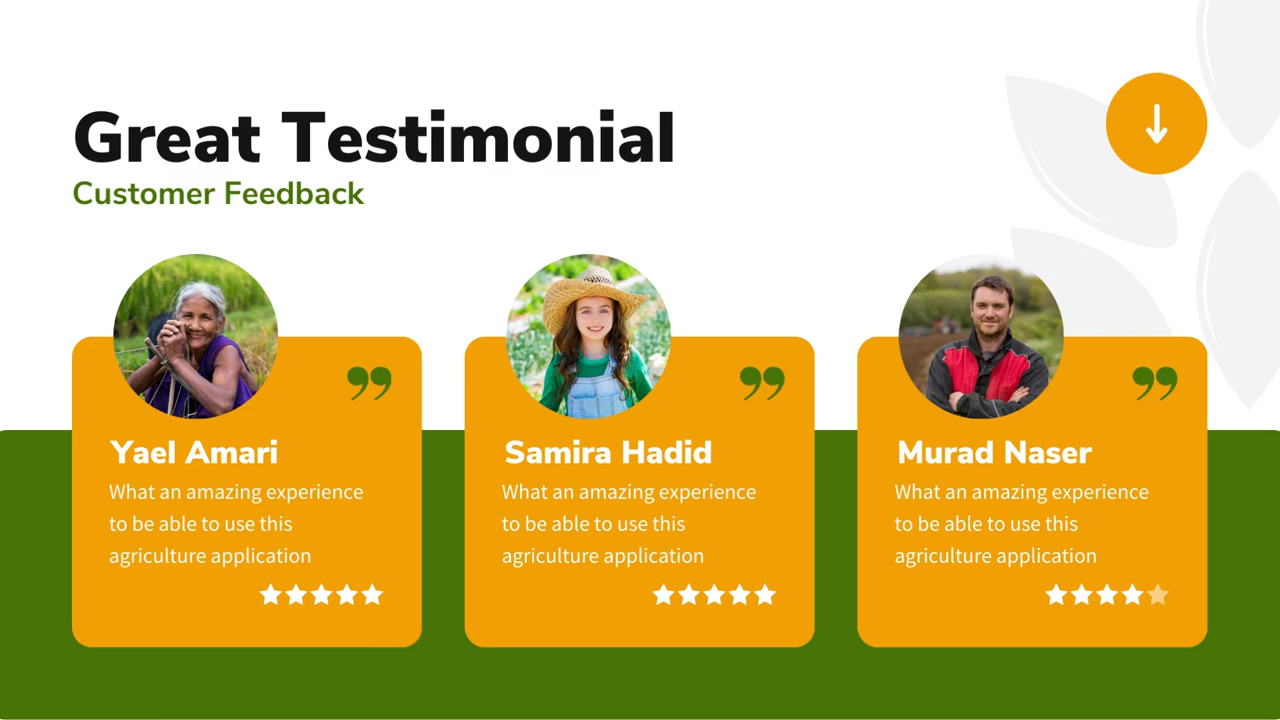 Great Testimonial
Customer Feedback
Yael Amari
What an amazing experience
to be able to use this
agriculture application
Samira Hadid
What an amazing experience
to be able to use this
agriculture application
Murad Naser
What an amazing experience
to be able to use this
agriculture application